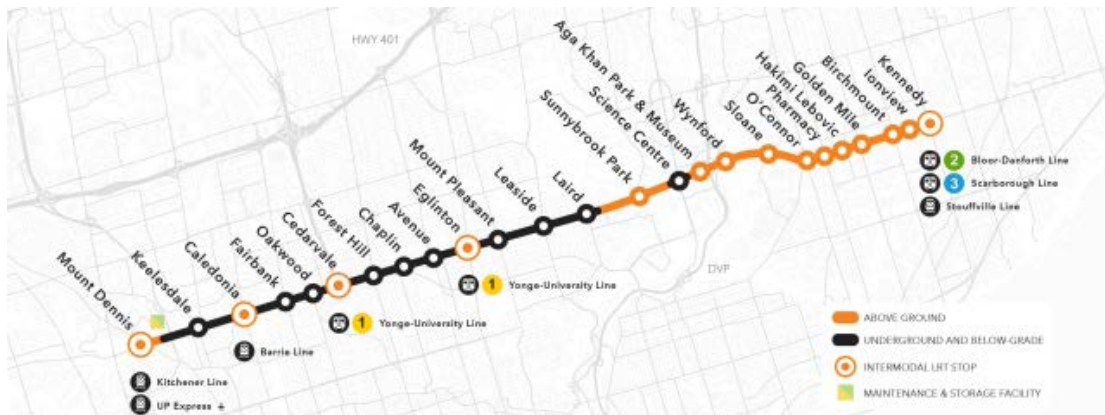 HWY 401
Mount Dennis
Keelesdale
Caledonia
Fairbank
Oakwood
Cedarvale
Forest Hill
Chaplin
Avenue
Eglinton
Mount Pleasant
Leaside
Laird
Sunnybrook Park
Science Centre
Aga Khan Park & Museum
Wynford
Sloane
O'Connor
Pharmacy
Hakimi Lebovic
Golden Mile
Birchmount
Ionview
Kennedy
2 Bloor-Danforth Line
3 Scarborough Line
Stouffville Line
DVP
1 Yonge-University Line
1 Yonge-University Line
Barrie Line
Kitchener Line
UP Express +
ABOVE GROUND
UNDERGROUND AND BELOW-GRADE
INTERMODAL LRT STOP
MAINTENANCE & STORAGE FACILITY